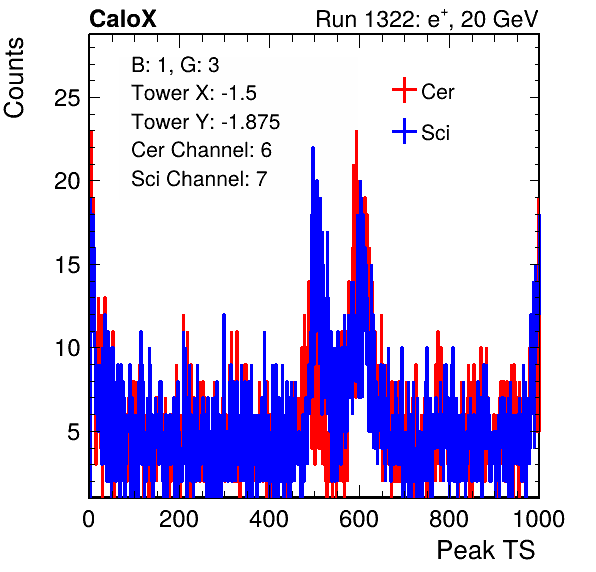 CaloX Run 1322: e⁺, 20 GeV
Counts
B: 1, G: 3
Tower X: -1.5
Tower Y: -1.875
Cer Channel: 6
Sci Channel: 7
Cer
Sci
25
20
15
10
5
0 200 400 600 800 1000
Peak TS